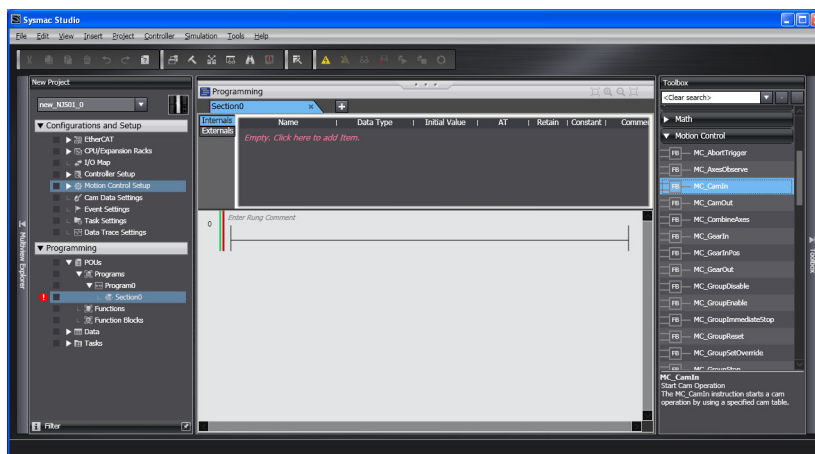 Sysmac Studio
File Edit View Insert Project Controller Simulation Tools Help
New Project
new_NJ501_0
Configurations and Setup
EtherCAT
CPU/Expansion Racks
I/O Map
Controller Setup
Motion Control Setup
Cam Data Settings
Event Settings
Task Settings
Data Trace Settings
Programming
POUs
Programs
Program0
Section0
Functions
Function Blocks
Data
Tasks
Filter
Multiview Explorer
Programming
Section0
Internals
Externals
Name Data Type Initial Value AT Retain Constant Comme
Empty. Click here to add Item.
0
Enter Rung Comment
Toolbox
<Clear search>
Math
Motion Control
FB MC_AbortTrigger
FB MC_AxesObserve
FB MC_CamIn
FB MC_CamOut
FB MC_CombineAxes
FB MC_GearIn
FB MC_GearInPos
FB MC_GearOut
FB MC_GroupDisable
FB MC_GroupEnable
FB MC_GroupImmediateStop
FB MC_GroupReset
FB MC_GroupSetOverride
FB MC_GroupStop
MC_CamIn
Start Cam Operation
The MC_CamIn instruction starts a cam
operation by using a specified cam table.
Toolbox